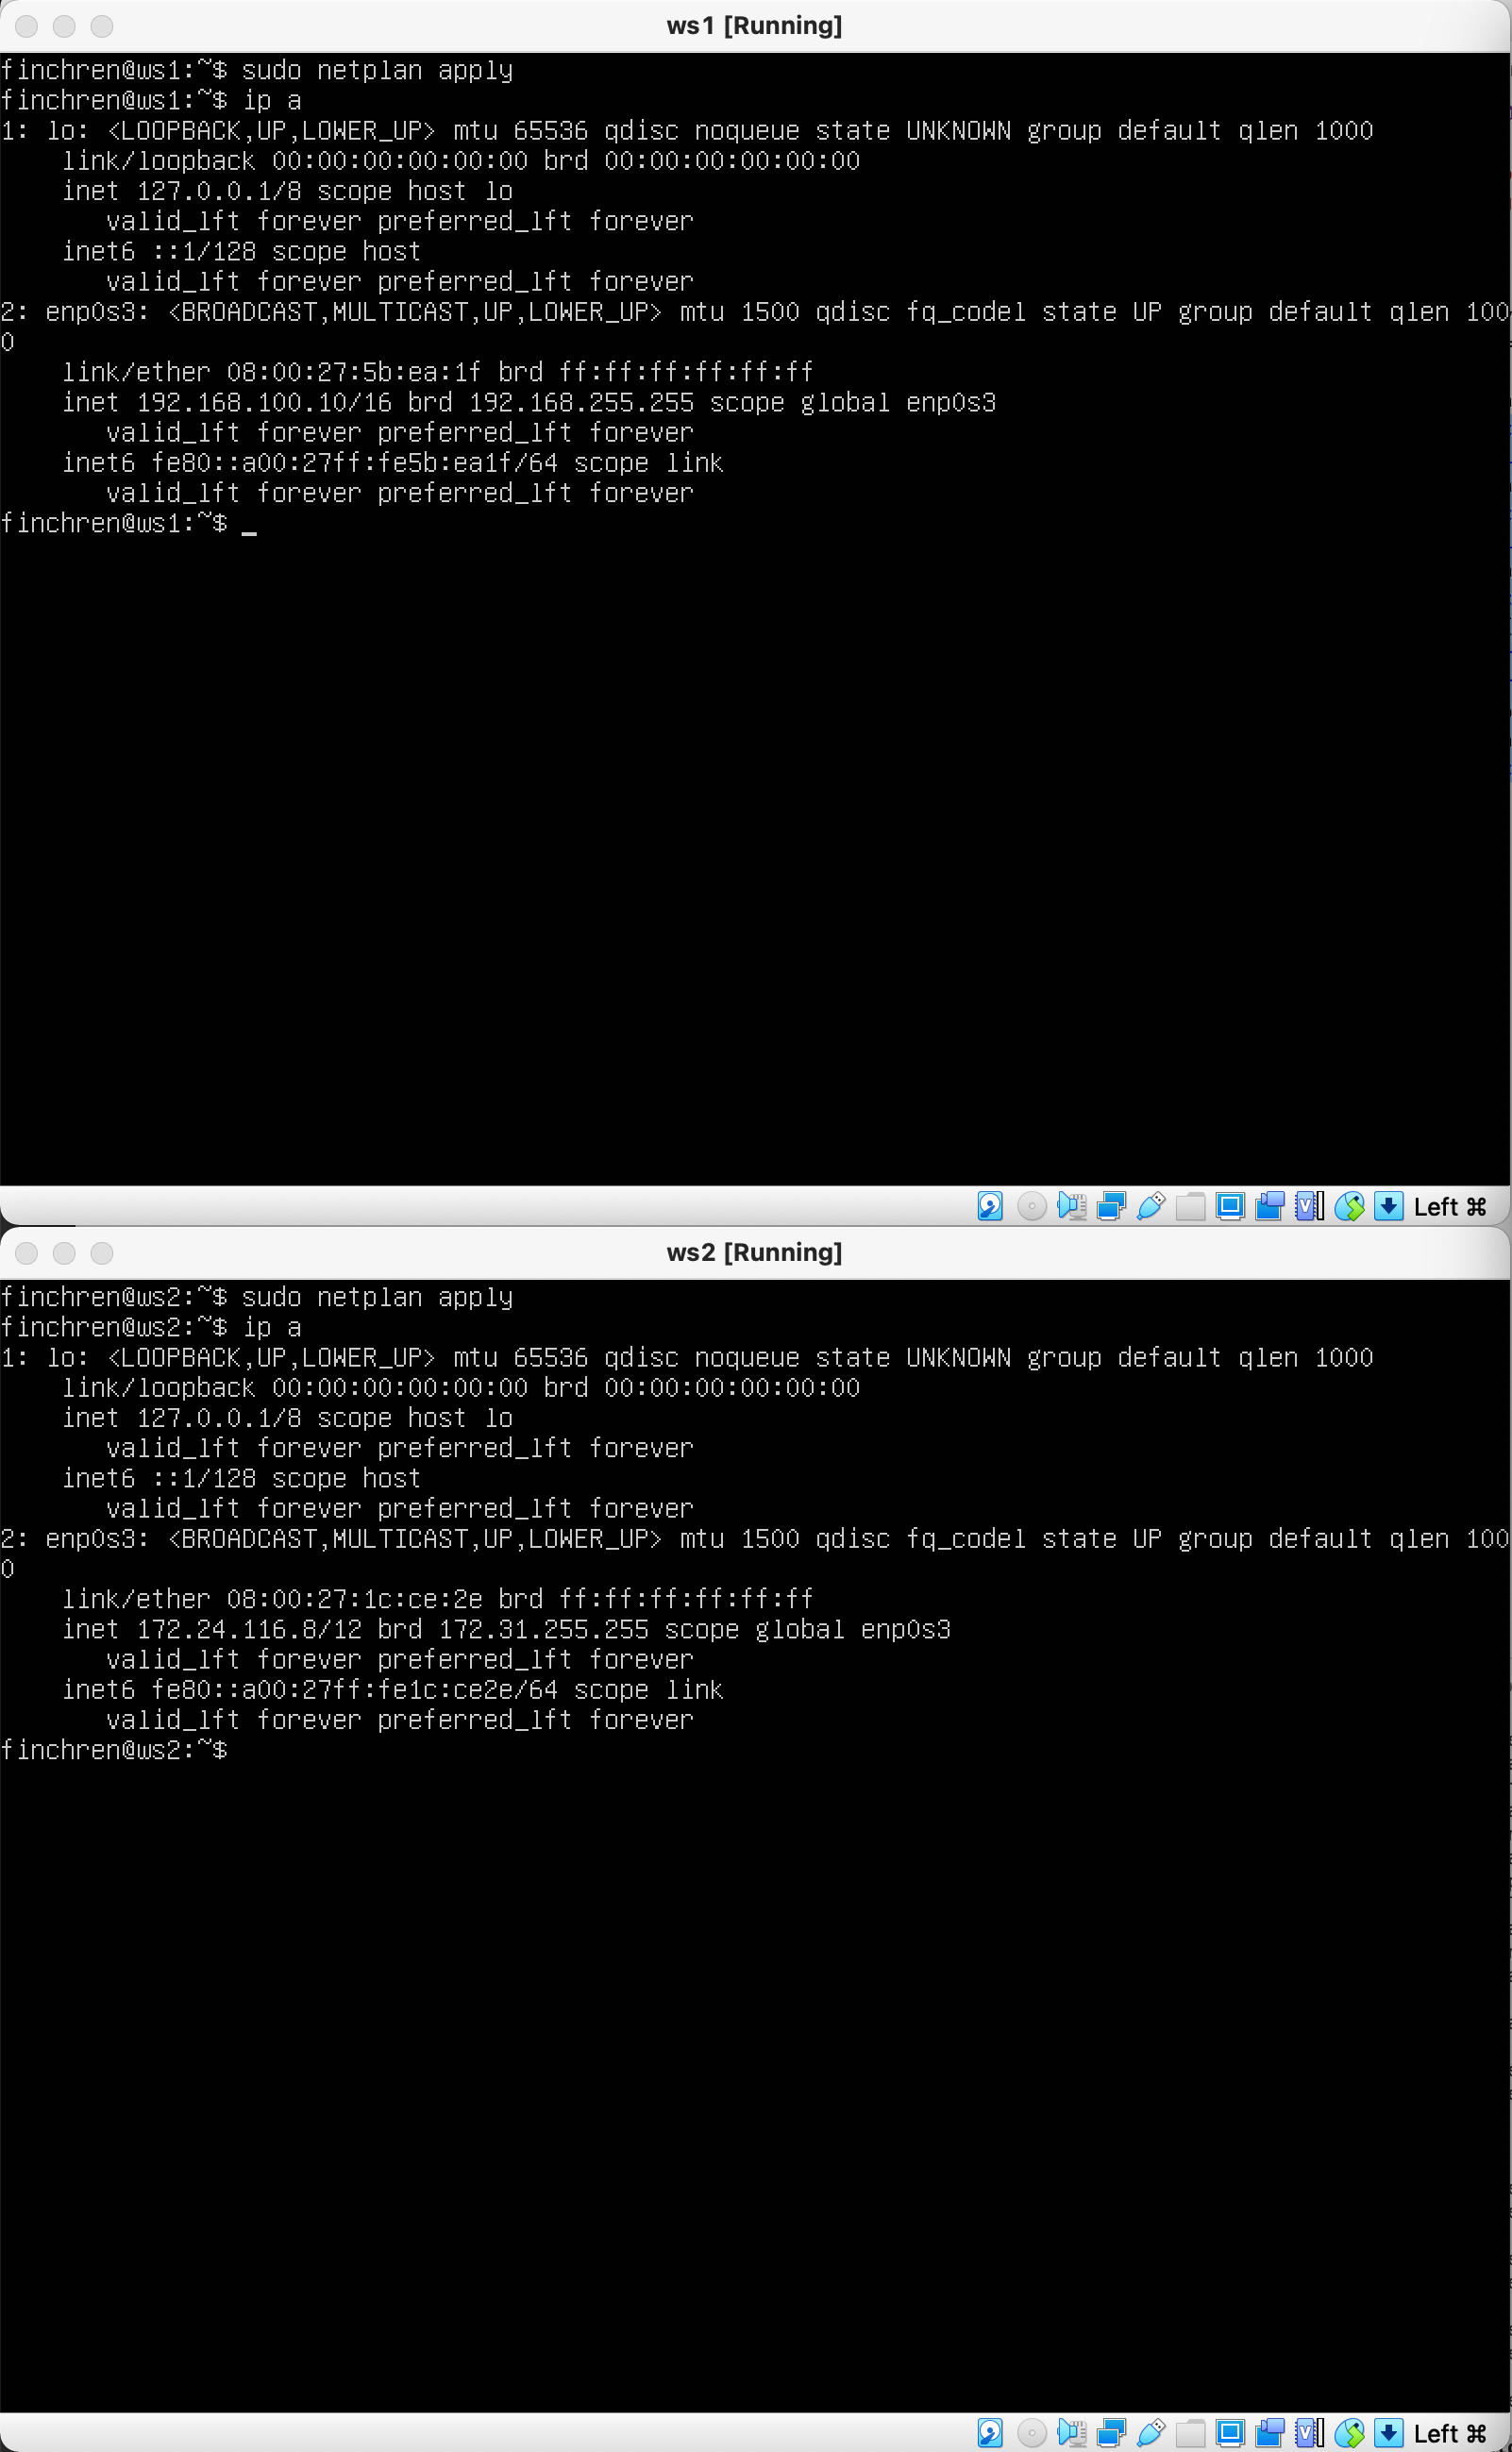 ws1 [Running]
finchren@ws1:~$ sudo netplan apply
finchren@ws1:~$ ip a
1: lo: <LOOPBACK,UP,LOWER_UP> mtu 65536 qdisc noqueue state UNKNOWN group default qlen 1000
    link/loopback 00:00:00:00:00:00 brd 00:00:00:00:00:00
    inet 127.0.0.1/8 scope host lo
       valid_lft forever preferred_lft forever
    inet6 ::1/128 scope host
       valid_lft forever preferred_lft forever
2: enp0s3: <BROADCAST,MULTICAST,UP,LOWER_UP> mtu 1500 qdisc fq_codel state UP group default qlen 100
0
    link/ether 08:00:27:5b:ea:1f brd ff:ff:ff:ff:ff:ff
    inet 192.168.100.10/16 brd 192.168.255.255 scope global enp0s3
       valid_lft forever preferred_lft forever
    inet6 fe80::a00:27ff:fe5b:ea1f/64 scope link
       valid_lft forever preferred_lft forever
finchren@ws1:~$ _
Left ⌘
ws2 [Running]
finchren@ws2:~$ sudo netplan apply
finchren@ws2:~$ ip a
1: lo: <LOOPBACK,UP,LOWER_UP> mtu 65536 qdisc noqueue state UNKNOWN group default qlen 1000
    link/loopback 00:00:00:00:00:00 brd 00:00:00:00:00:00
    inet 127.0.0.1/8 scope host lo
       valid_lft forever preferred_lft forever
    inet6 ::1/128 scope host
       valid_lft forever preferred_lft forever
2: enp0s3: <BROADCAST,MULTICAST,UP,LOWER_UP> mtu 1500 qdisc fq_codel state UP group default qlen 100
0
    link/ether 08:00:27:1c:ce:2e brd ff:ff:ff:ff:ff:ff
    inet 172.24.116.8/12 brd 172.31.255.255 scope global enp0s3
       valid_lft forever preferred_lft forever
    inet6 fe80::a00:27ff:fe1c:ce2e/64 scope link
       valid_lft forever preferred_lft forever
finchren@ws2:~$
Left ⌘